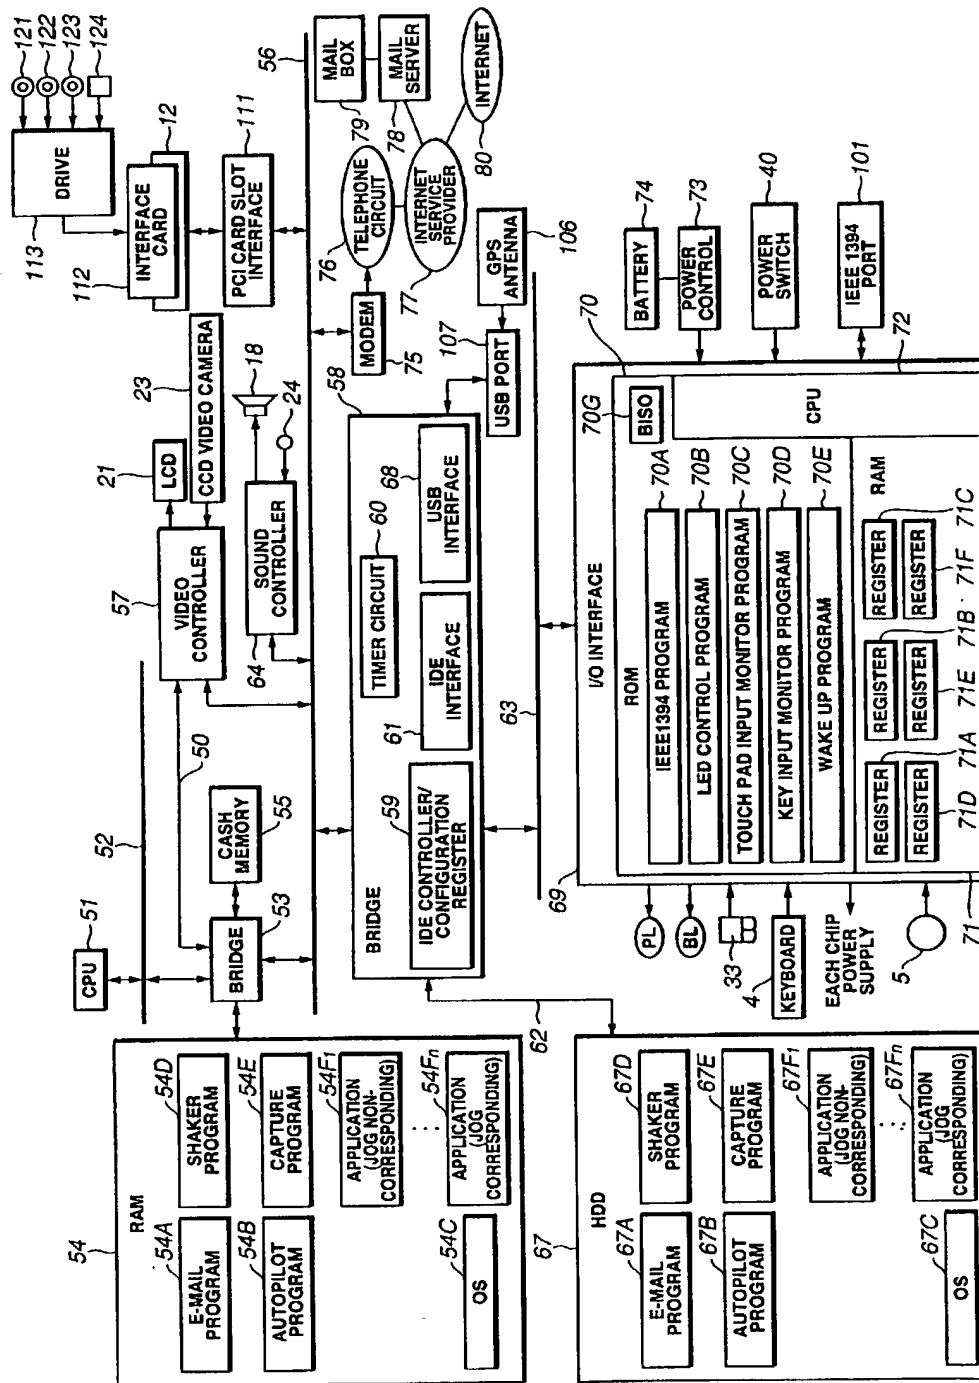 121
122
123
124
DRIVE
113
INTERFACE
CARD
112
12
PCI CARD SLOT
INTERFACE
111
56
MAIL
BOX
79
MAIL
SERVER
78
TELEPHONE
CIRCUIT
76
INTERNET
SERVICE
PROVIDER
77
INTERNET
80
MODEM
75
GPS
ANTENNA
106
USB PORT
107
LCD
21
CCD VIDEO CAMERA
23
VIDEO
CONTROLLER
57
18
24
SOUND
CONTROLLER
64
50
52
CPU
51
BRIDGE
53
CASH
MEMORY
55
BRIDGE
58
TIMER CIRCUIT
60
IDE CONTROLLER/
CONFIGURATION
REGISTER
59
IDE
INTERFACE
61
USB
INTERFACE
68
62
63
RAM
54
E-MAIL
PROGRAM
54A
AUTOPILOT
PROGRAM
54B
OS
54C
SHAKER
PROGRAM
54D
CAPTURE
PROGRAM
54E
APPLICATION
(JOG NON-
CORRESPONDING)
54F1
APPLICATION
(JOG
CORRESPONDING)
54Fn
HDD
67
E-MAIL
PROGRAM
67A
AUTOPILOT
PROGRAM
67B
OS
67C
SHAKER
PROGRAM
67D
CAPTURE
PROGRAM
67E
APPLICATION
(JOG NON-
CORRESPONDING)
67F1
APPLICATION
(JOG
CORRESPONDING)
67Fn
I/O INTERFACE
69
ROM
70
BISO
70G
IEEE1394 PROGRAM
70A
LED CONTROL PROGRAM
70B
TOUCH PAD INPUT MONITOR PROGRAM
70C
KEY INPUT MONITOR PROGRAM
70D
WAKE UP PROGRAM
70E
CPU
72
RAM
71
REGISTER
71A
REGISTER
71B
REGISTER
71C
REGISTER
71D
REGISTER
71E
REGISTER
71F
PL
BL
33
KEYBOARD
4
EACH CHIP
POWER
SUPPLY
5
BATTERY
74
POWER
CONTROL
73
POWER
SWITCH
40
IEEE 1394
PORT
101